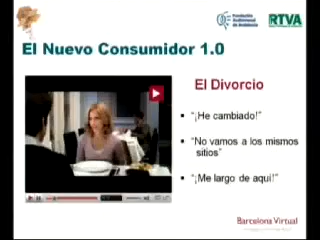 Fundación
Audiovisual
de Andalucía
RTVA
El Nuevo Consumidor 1.0
El Divorcio
• "¡He cambiado!"
• "No vamos a los mismos
sitios"
• "¡Me largo de aquí!"
Barcelona Virtual